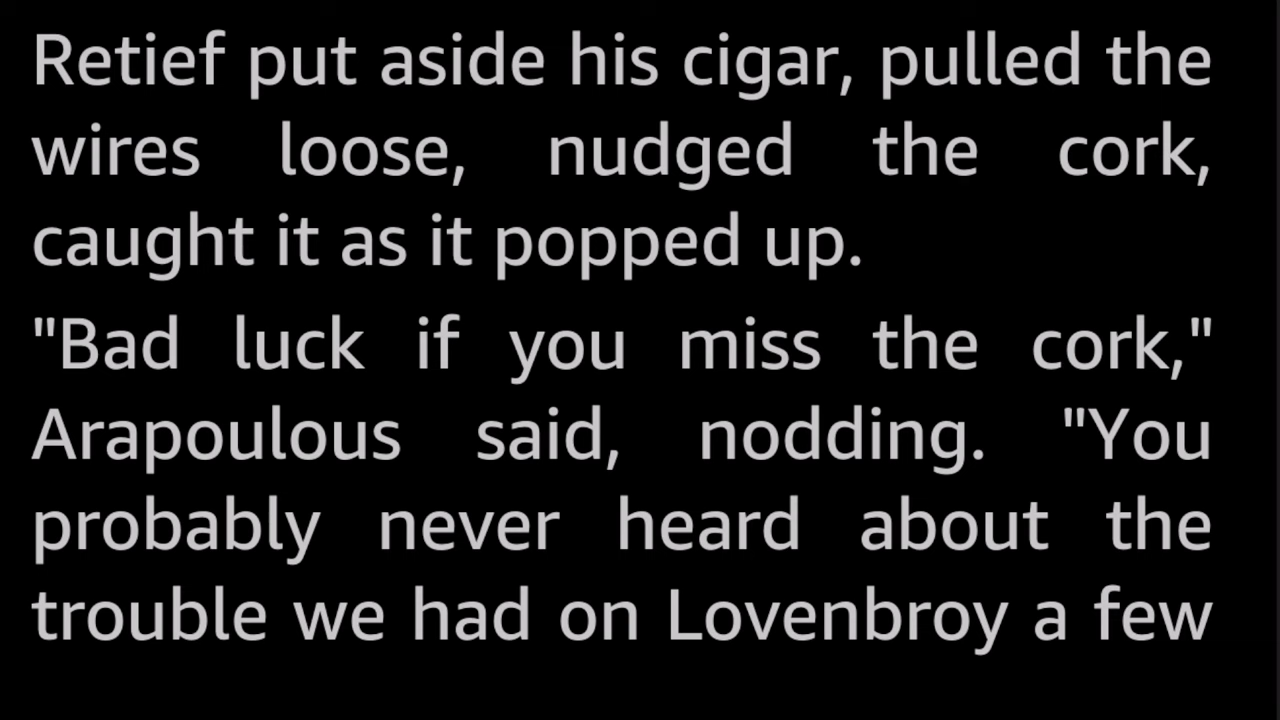 Retief put aside his cigar, pulled the
wires loose, nudged the cork,
caught it as it popped up.
"Bad luck if you miss the cork,"
Arapoulous said, nodding. "You
probably never heard about the
trouble we had on Lovenbroy a few